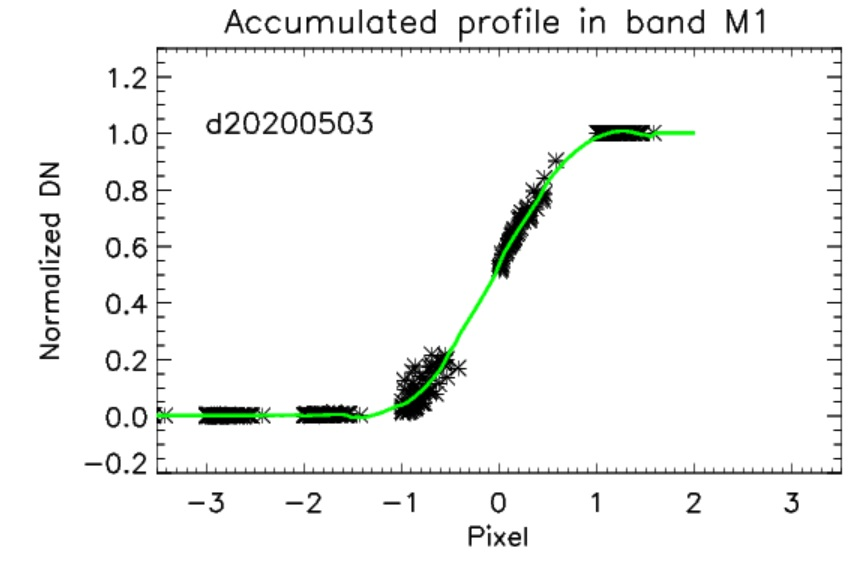 Accumulated profile in band M1
d20200503
Normalized DN
1.2
1.0
0.8
0.6
0.4
0.2
0.0
−0.2
−3 −2 −1 0 1 2 3
Pixel